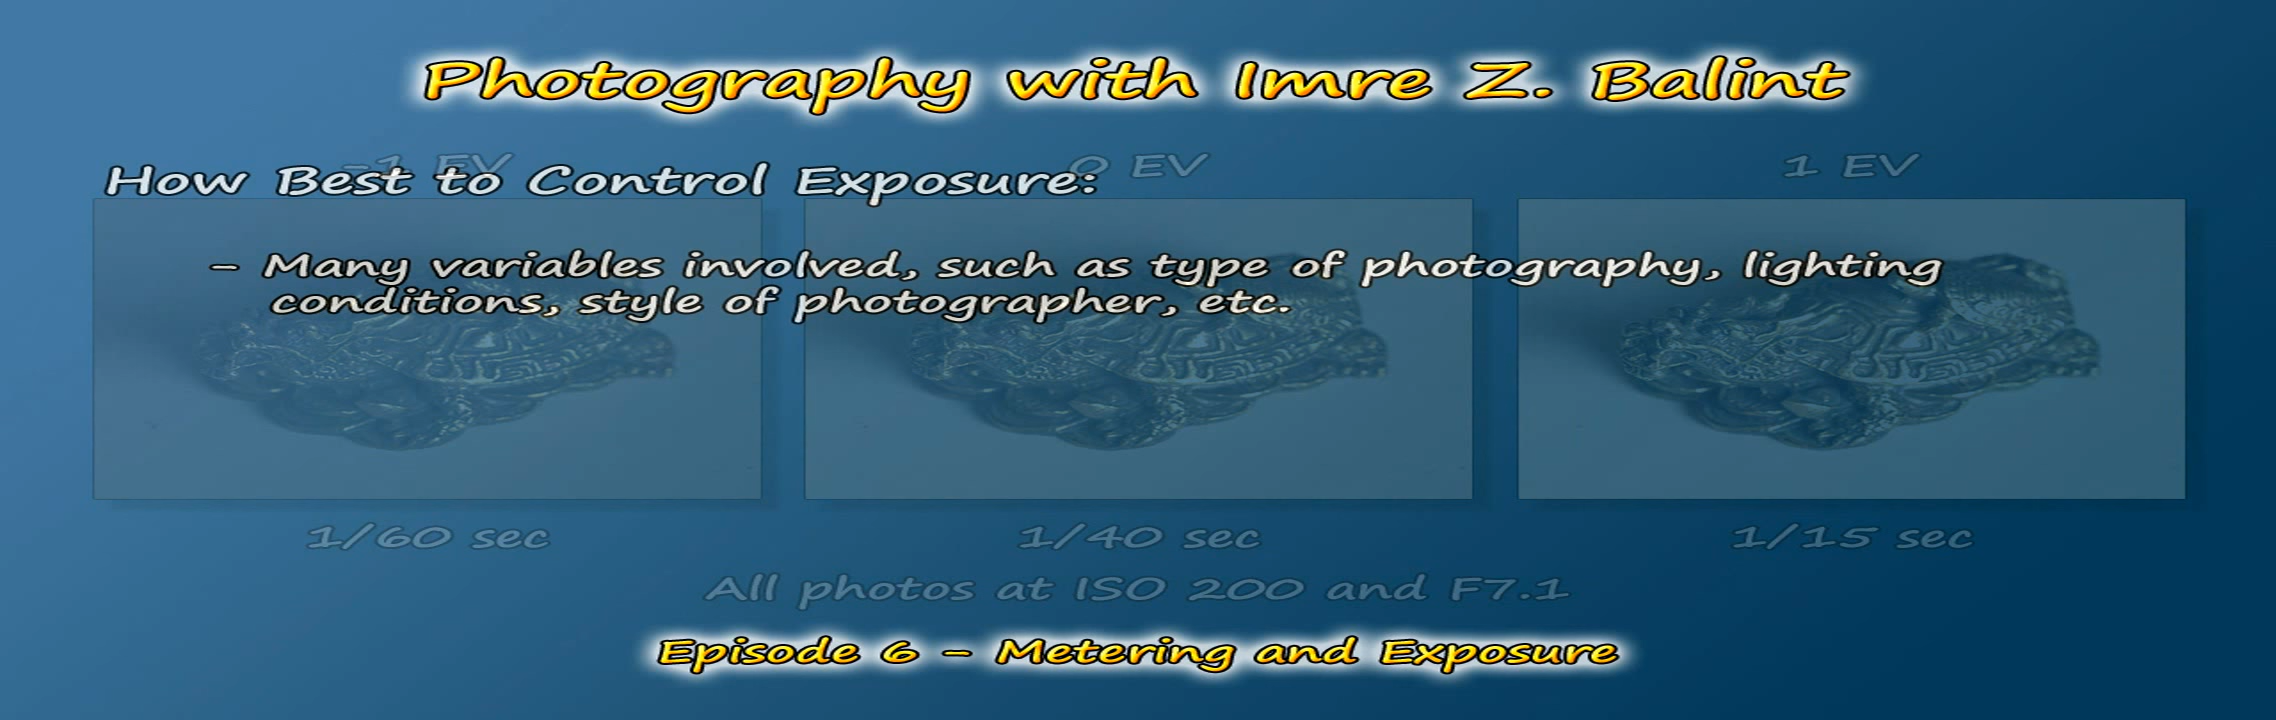 Photography with Imre Z. Balint
-1 EV
0 EV
1 EV
How Best to Control Exposure:
- Many variables involved, such as type of photography, lighting
conditions, style of photographer, etc.
1/60 sec
1/40 sec
1/15 sec
All photos at ISO 200 and F7.1
Episode 6 - Metering and Exposure